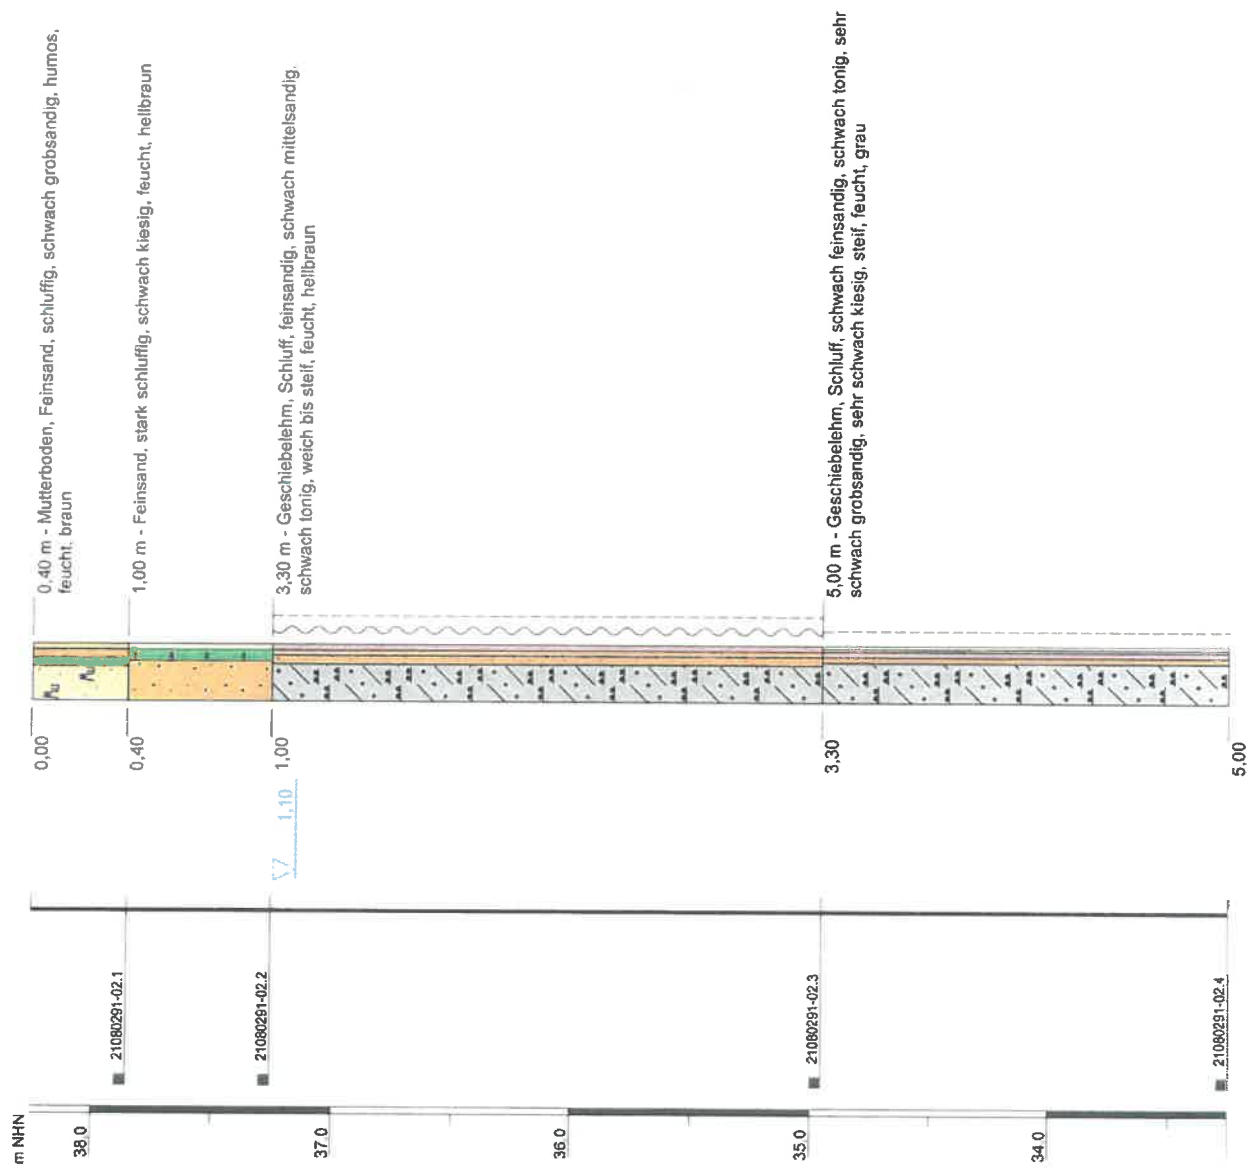 m NHN
38,0
37,0
36,0
35,0
34,0
21080291-02.1
21080291-02.2
21080291-02.3
21080291-02.4
0,00
0,40
1,00
1,10
3,30
5,00
Mu
Mu
0,40 m - Mutterboden, Feinsand, schluffig, schwach grobsandig, humos,
feucht, braun
1,00 m - Feinsand, stark schluffig, schwach kiesig, feucht, hellbraun
3,30 m - Geschiebelehm, Schluff, feinsandig, schwach mittelsandig,
schwach tonig, weich bis steif, feucht, hellbraun
5,00 m - Geschiebelehm, Schluff, schwach feinsandig, schwach tonig, sehr
schwach grobsandig, sehr schwach kiesig, steif, feucht, grau